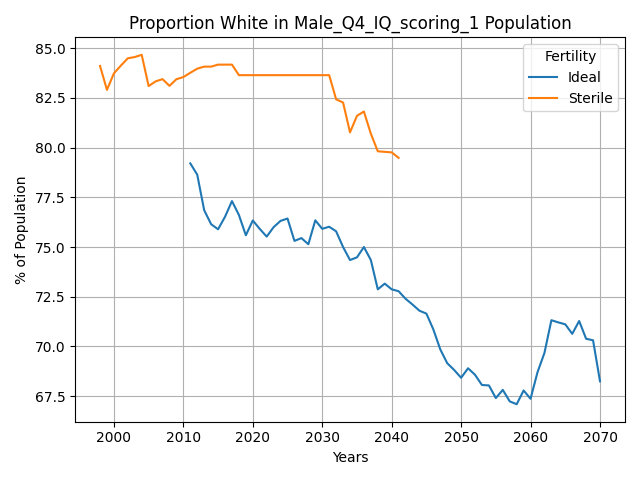 Proportion White in Male_Q4_IQ_scoring_1 Population
Fertility
Ideal
Sterile
% of Population
85.0
82.5
80.0
77.5
75.0
72.5
70.0
67.5
2000 2010 2020 2030 2040 2050 2060 2070
Years